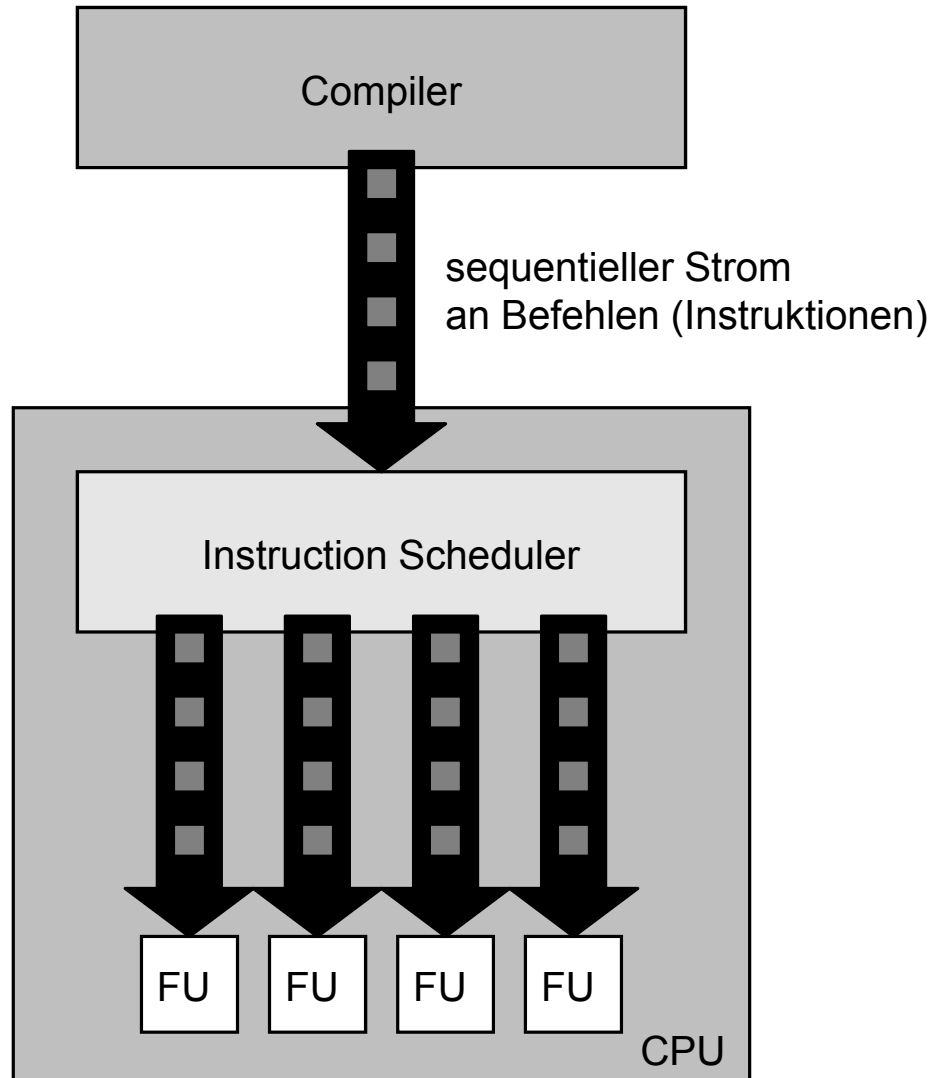 Compiler
sequentieller Strom
an Befehlen (Instruktionen)
Instruction Scheduler
FU
FU
FU
FU
CPU